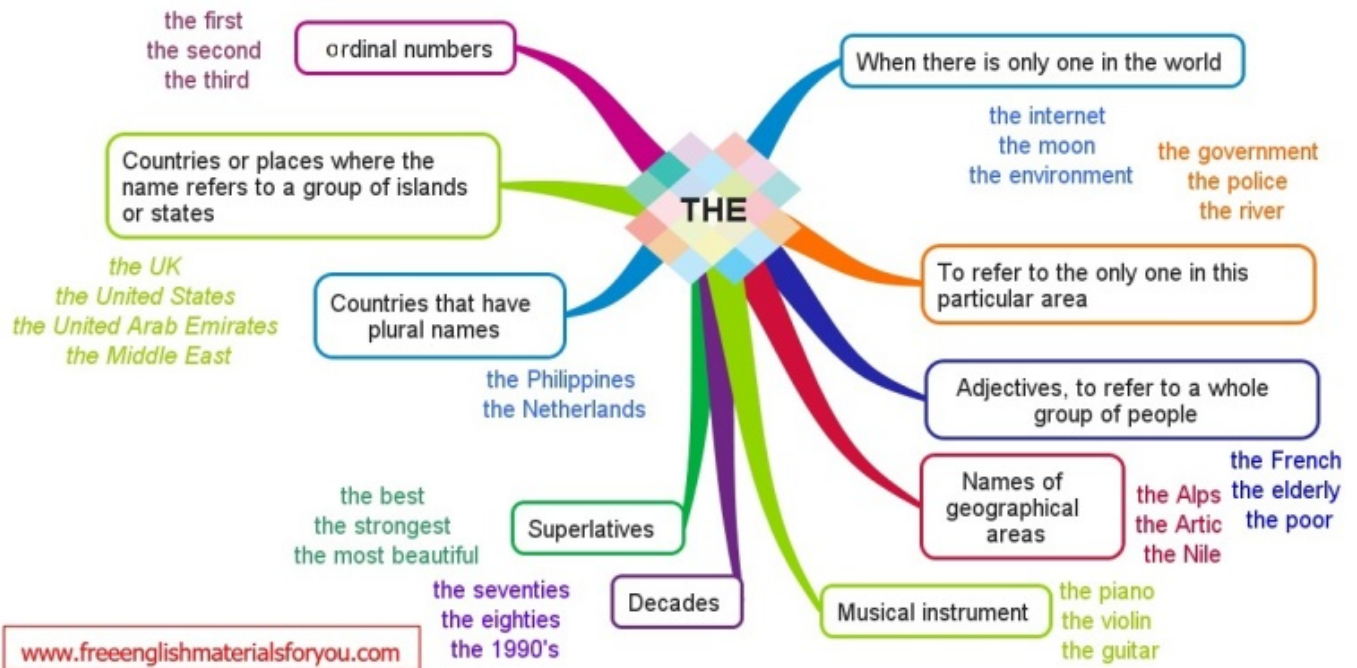 the first
the second
the third
ordinal numbers
Countries or places where the
name refers to a group of islands
or states
the UK
the United States
the United Arab Emirates
the Middle East
Countries that have
plural names
the Philippines
the Netherlands
the best
the strongest
the most beautiful
Superlatives
the seventies
the eighties
the 1990's
Decades
THE
When there is only one in the world
the internet
the moon
the environment
the government
the police
the river
To refer to the only one in this
particular area
Adjectives, to refer to a whole
group of people
the French
the elderly
the poor
Names of
geographical
areas
the Alps
the Artic
the Nile
Musical instrument
the piano
the violin
the guitar
www.freeenglishmaterialsforyou.com